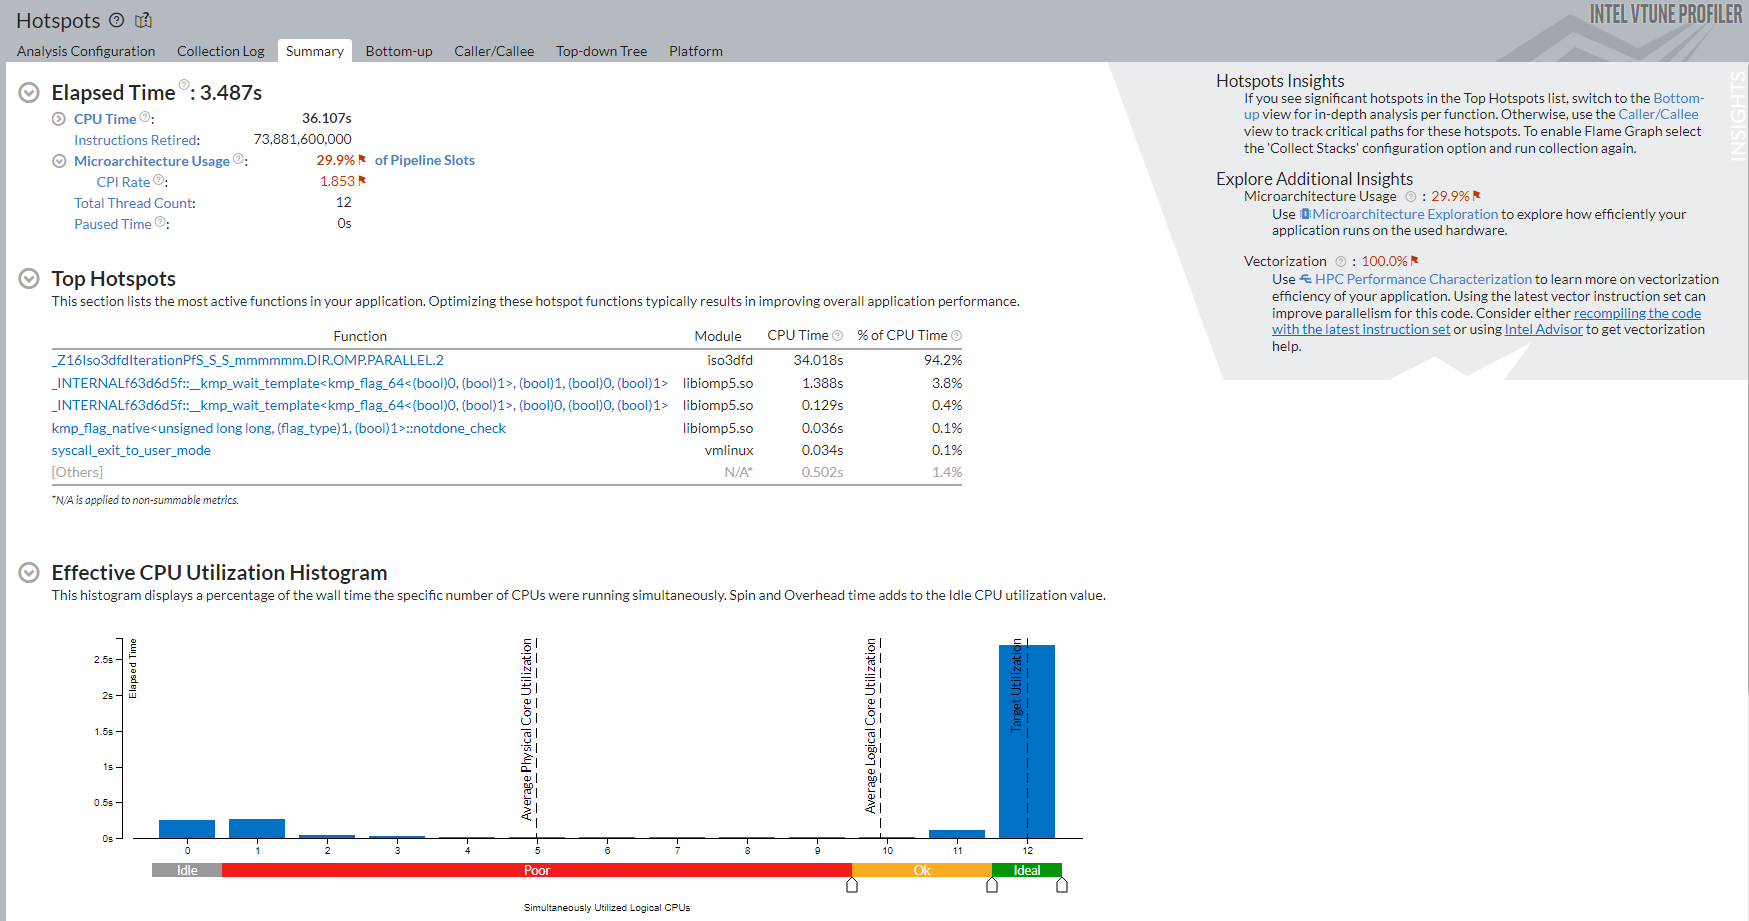 Hotspots
INTEL VTUNE PROFILER
Analysis Configuration Collection Log Summary Bottom-up Caller/Callee Top-down Tree Platform
Elapsed Time: 3.487s
CPU Time: 36.107s
Instructions Retired: 73,881,600,000
Microarchitecture Usage: 29.9% of Pipeline Slots
CPI Rate: 1.853
Total Thread Count: 12
Paused Time: 0s
INSIGHTS
Hotspots Insights
If you see significant hotspots in the Top Hotspots list, switch to the Bottom-
up view for in-depth analysis per function. Otherwise, use the Caller/Callee
view to track critical paths for these hotspots. To enable Flame Graph select
the 'Collect Stacks' configuration option and run collection again.
Explore Additional Insights
Microarchitecture Usage : 29.9%
Use Microarchitecture Exploration to explore how efficiently your
application runs on the used hardware.
Vectorization : 100.0%
Use HPC Performance Characterization to learn more on vectorization
efficiency of your application. Using the latest vector instruction set can
improve parallelism for this code. Consider either recompiling the code
with the latest instruction set or using Intel Advisor to get vectorization
help.
Top Hotspots
This section lists the most active functions in your application. Optimizing these hotspot functions typically results in improving overall application performance.
Function Module CPU Time % of CPU Time
_Z16Iso3dfdIterationPfS_S_S_mmmmmmm.DIR.OMP.PARALLEL.2 iso3dfd 34.018s 94.2%
_INTERNALf63d6d5f::__kmp_wait_template<kmp_flag_64<(bool)0, (bool)1>, (bool)1, (bool)0, (bool)1> libiomp5.so 1.388s 3.8%
_INTERNALf63d6d5f::__kmp_wait_template<kmp_flag_64<(bool)0, (bool)1>, (bool)0, (bool)0, (bool)1> libiomp5.so 0.129s 0.4%
kmp_flag_native<unsigned long long, (flag_type)1, (bool)1>::notdone_check libiomp5.so 0.036s 0.1%
syscall_exit_to_user_mode vmlinux 0.034s 0.1%
[Others] N/A* 0.502s 1.4%
*N/A is applied to non-summable metrics.
Effective CPU Utilization Histogram
This histogram displays a percentage of the wall time the specific number of CPUs were running simultaneously. Spin and Overhead time adds to the Idle CPU utilization value.
Elapsed Time
2.5s
2s
1.5s
1s
0.5s
0s
Average Physical Core Utilization
Average Logical Core Utilization
Target Utilization
0 1 2 3 4 5 6 7 8 9 10 11 12
Idle Poor Ok Ideal
Simultaneously Utilized Logical CPUs